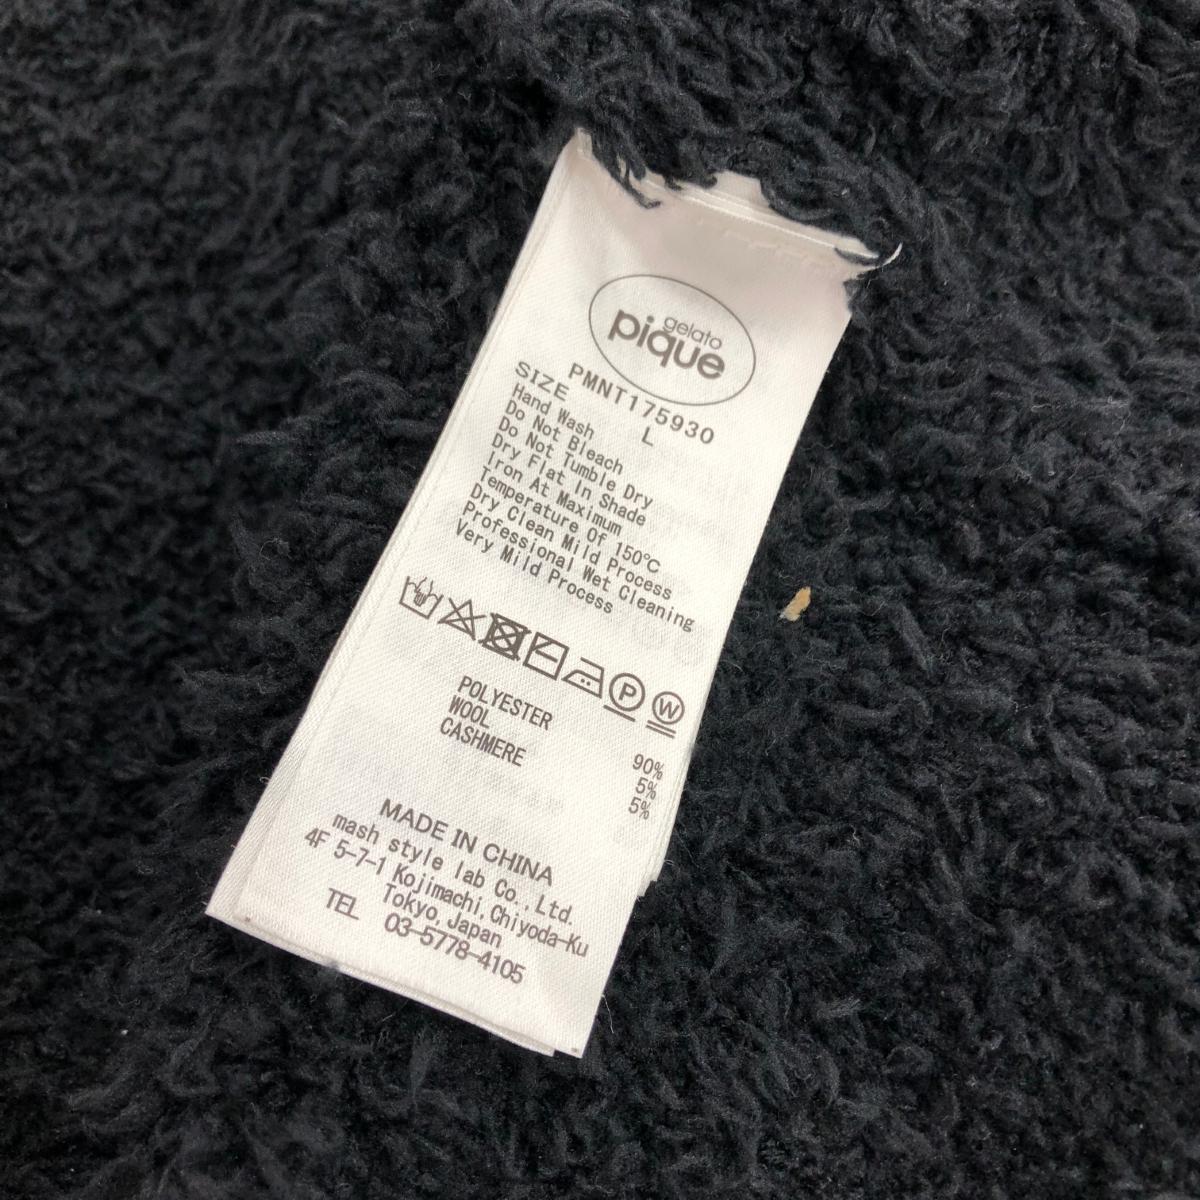 gelato
pique
PMNT175930
SIZE L
Hand Wash
Do Not Bleach
Do Not Tumble Dry
Dry Flat In Shade
Iron At Maximum
Temperature Of 150℃
Dry Clean Mild Process
Professional Wet Cleaning
Very Mild Process
P W
POLYESTER 90%
WOOL 5%
CASHMERE 5%
MADE IN CHINA
mash style lab Co., Ltd.
4F 5-7-1 Kojimachi, Chiyoda-Ku
Tokyo, Japan
TEL 03-5778-4105